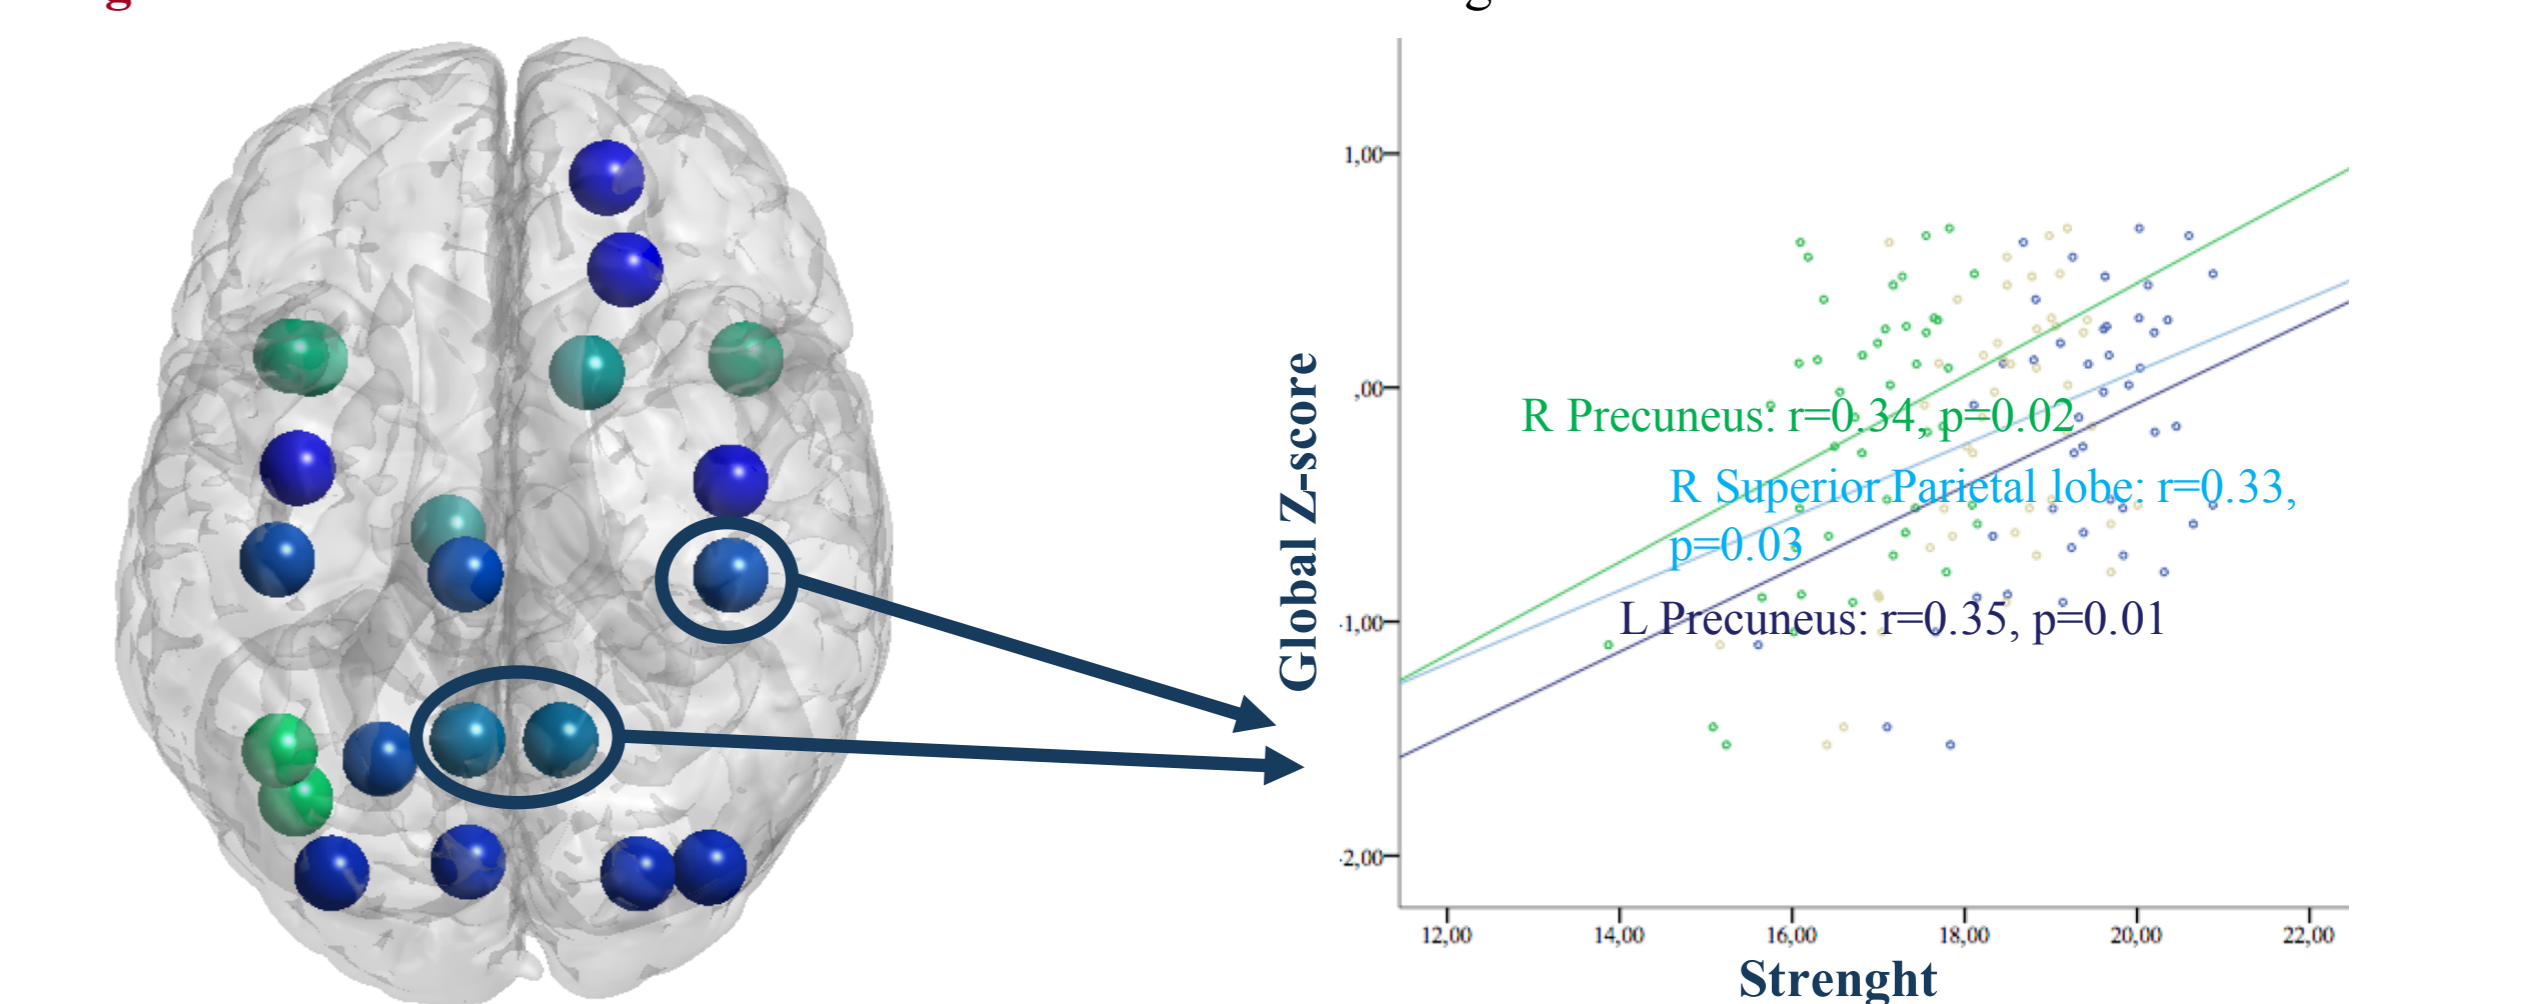 1,00
,00
-1,00
-2,00
Global Z-score
R Precuneus: r=0.34, p=0.02
R Superior Parietal lobe: r=0.33,
p=0.03
L Precuneus: r=0.35, p=0.01
12,00 14,00 16,00 18,00 20,00 22,00
Strenght